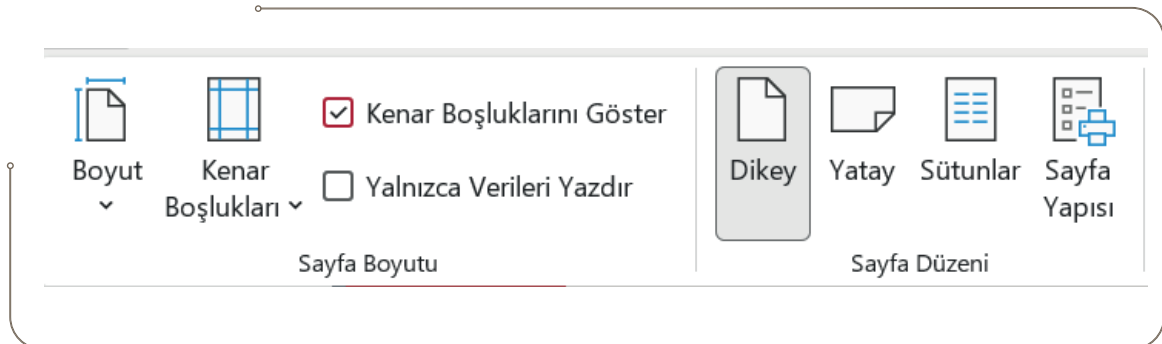 Boyut
Kenar
Boşlukları
Kenar Boşluklarını Göster
Yalnızca Verileri Yazdır
Sayfa Boyutu
Dikey
Yatay
Sütunlar
Sayfa
Yapısı
Sayfa Düzeni